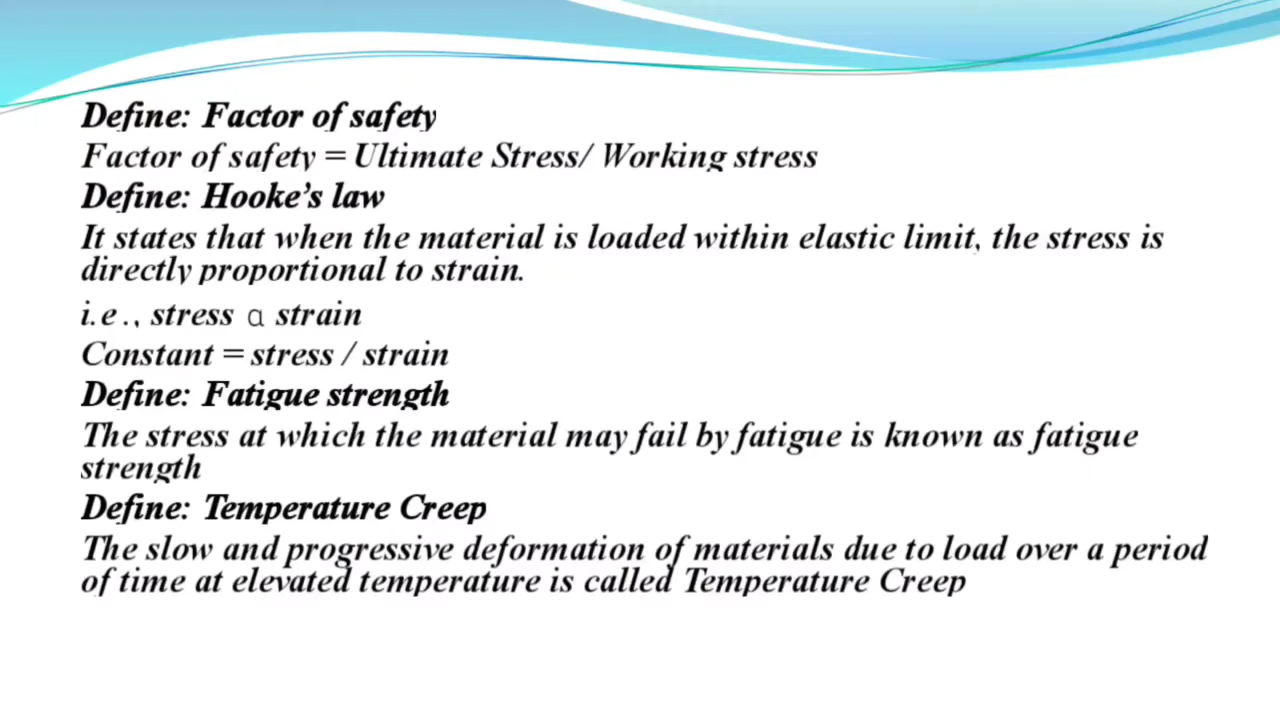 Define: Factor of safety
Factor of safety = Ultimate Stress/ Working stress
Define: Hooke’s law
It states that when the material is loaded within elastic limit, the stress is
directly proportional to strain.
i.e., stress α strain
Constant = stress / strain
Define: Fatigue strength
The stress at which the material may fail by fatigue is known as fatigue
strength
Define: Temperature Creep
The slow and progressive deformation of materials due to load over a period
of time at elevated temperature is called Temperature Creep